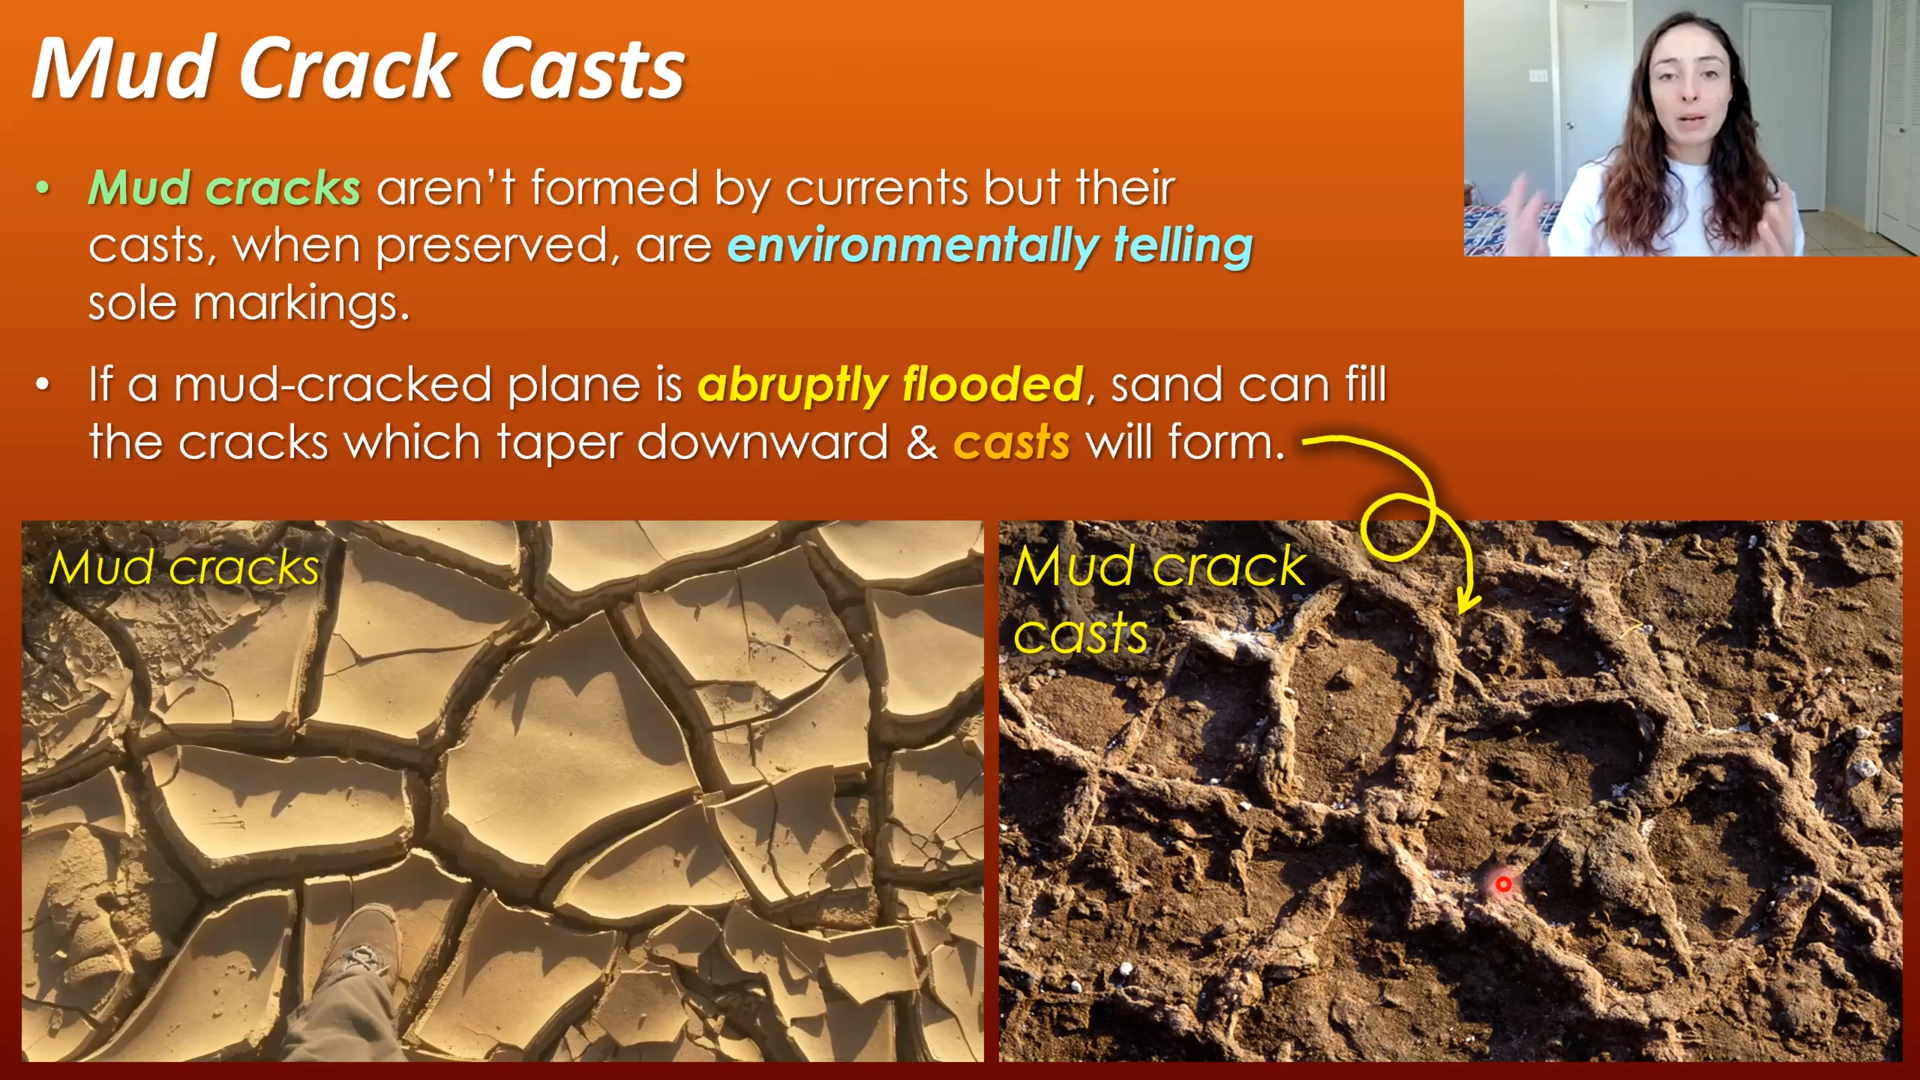 Mud Crack Casts
• Mud cracks aren’t formed by currents but their
casts, when preserved, are environmentally telling
sole markings.
• If a mud-cracked plane is abruptly flooded, sand can fill
the cracks which taper downward & casts will form.
Mud cracks
Mud crack
casts